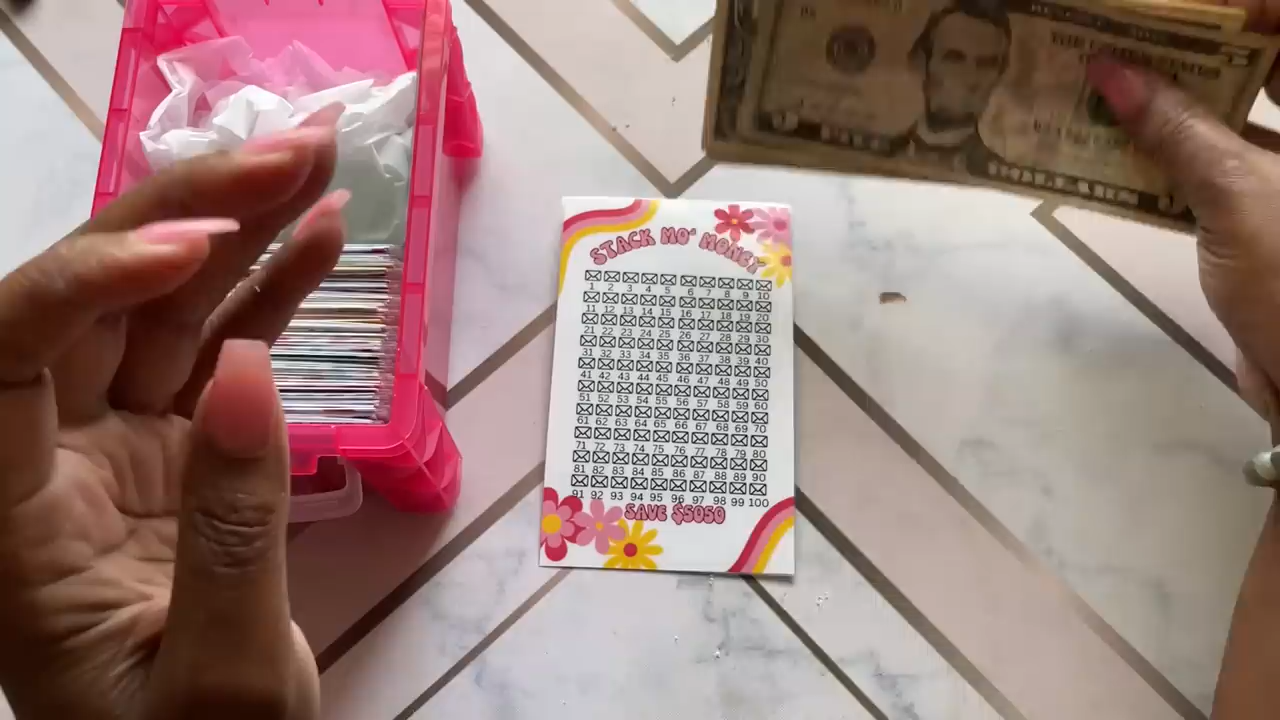 STACK MO' MONEY
1 2 3 4 5 6 7 8 9 10
11 12 13 14 15 16 17 18 19 20
21 22 23 24 25 26 27 28 29 30
31 32 33 34 35 36 37 38 39 40
41 42 43 44 45 46 47 48 49 50
51 52 53 54 55 56 57 58 59 60
61 62 63 64 65 66 67 68 69 70
71 72 73 74 75 76 77 78 79 80
81 82 83 84 85 86 87 88 89 90
91 92 93 94 95 96 97 98 99 100
SAVE $5050